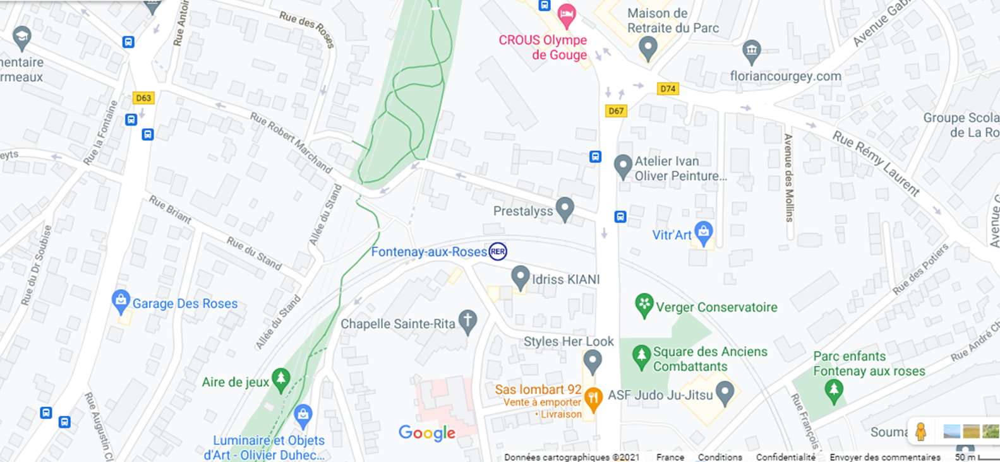 Rue des Roses
Rue Antoin
Maison de
Retraite du Parc
Avenue Gab
CROUS Olympe
de Gouge
mentaire
rmeaux
floriancourgey.com
D63
D74
D67
Rue la Fontaine
Rue Robert Marchand
Groupe Scola
de La Ro
Rue Rémy Laurent
Avenue des Mollins
eyts
Atelier Ivan
Oliver Peinture...
Rue Briant
Allée du Stand
Prestalyss
Vitr'Art
Avenue G
Rue du Dr Soubise
Rue du Stand
Fontenay-aux-Roses
RER
Idriss KIANI
Rue des Potiers
Garage Des Roses
Allée du Stand
Verger Conservatoire
Chapelle Sainte-Rita
Styles Her Look
Square des Anciens
Combattants
Rue André Ch
Parc enfants
Fontenay aux roses
Aire de jeux
Sas lombart 92
Vente à emporter
• Livraison
ASF Judo Ju-Jitsu
Rue Augustin Cl
Rue François
Google
Souma
Luminaire et Objets
d'Art - Olivier Duhec...
Données cartographiques ©2021 France Conditions Confidentialité Envoyer des commentaires 50 m